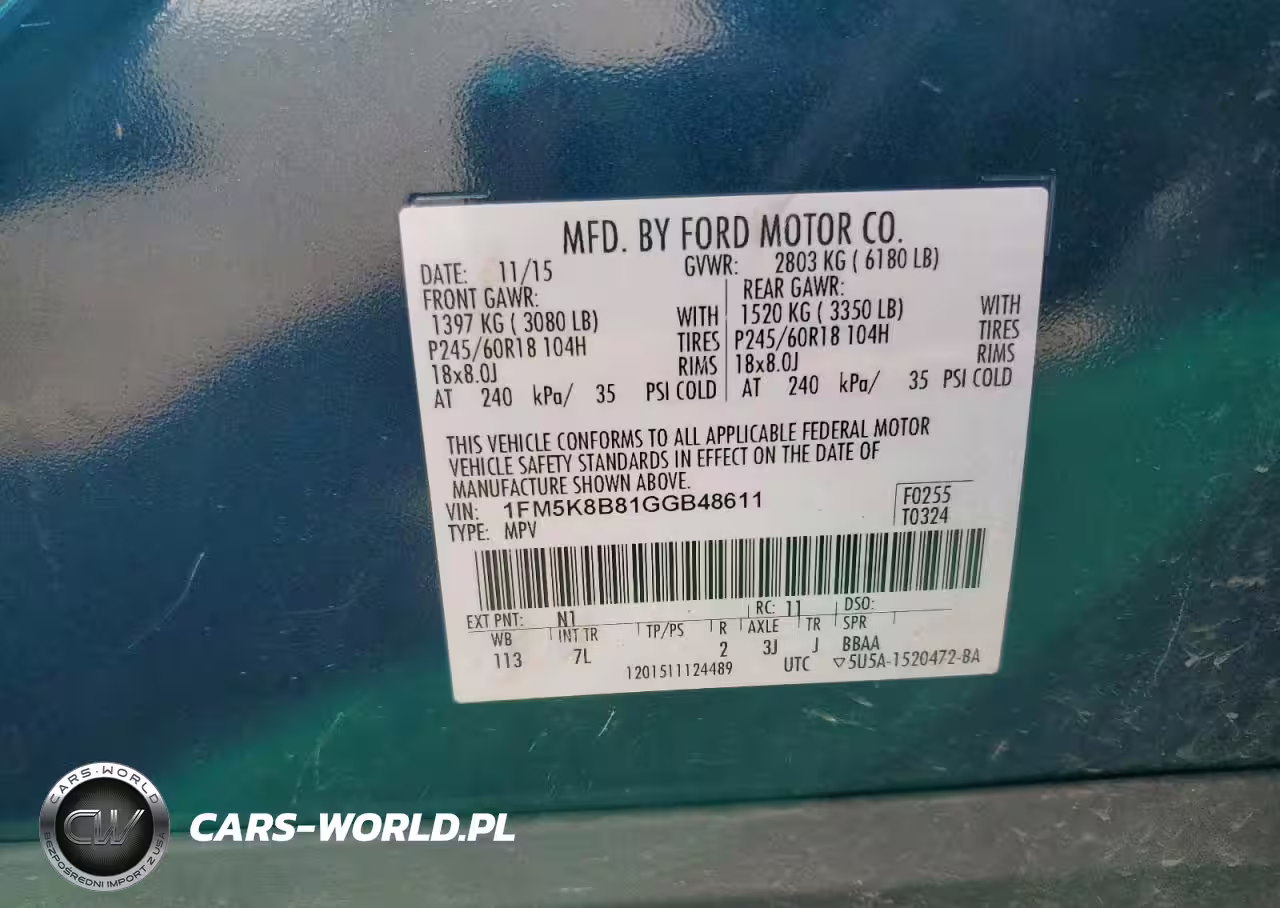 MFD. BY FORD MOTOR CO.
DATE: 11/15 GVWR: 2803 KG ( 6180 LB)
FRONT GAWR: REAR GAWR:
1397 KG ( 3080 LB) WITH 1520 KG ( 3350 LB) WITH
P245/60R18 104H TIRES P245/60R18 104H TIRES
18x8.0J RIMS 18x8.0J RIMS
AT 240 kPa/ 35 PSI COLD AT 240 kPa/ 35 PSI COLD
THIS VEHICLE CONFORMS TO ALL APPLICABLE FEDERAL MOTOR
VEHICLE SAFETY STANDARDS IN EFFECT ON THE DATE OF
MANUFACTURE SHOWN ABOVE.
VIN: 1FM5K8B81GGB48611 F0255
TYPE: MPV T0324
EXT PNT: N1 RC: 11 DSO:
WB INT TR TP/PS R AXLE TR SPR
113 7L 2 3J J BBAA
1201511124489 UTC ▽5U5A-1520472-BA
CARS-WORLD
CW
BEZPOŚREDNI IMPORT Z USA
CARS-WORLD.PL